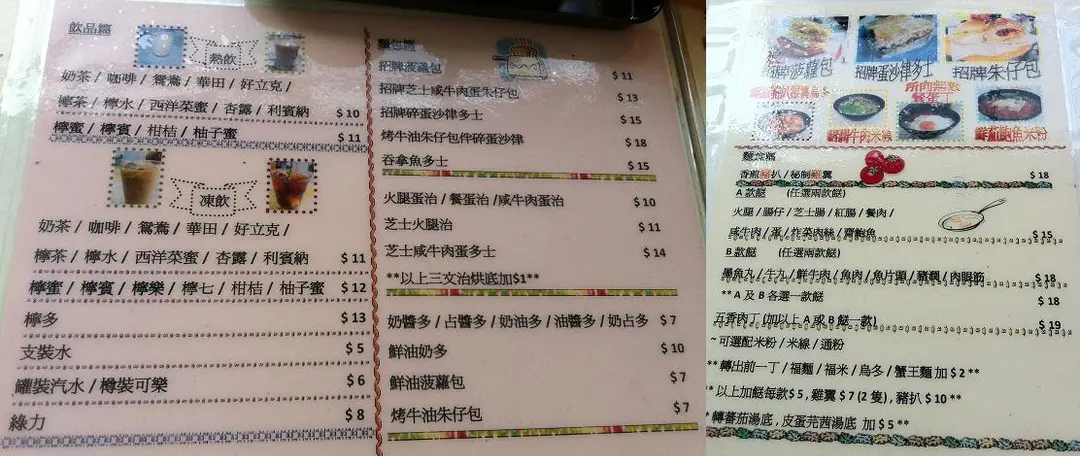 飲品篇
熱飲
奶茶 / 咖啡 / 鴛鴦 / 華田 / 好立克 /
檸茶 / 檸水 / 西洋菜蜜 / 杏露 / 利賓納 $ 10
檸蜜 / 檸賓 / 柑桔 / 柚子蜜 $ 11
凍飲
奶茶 / 咖啡 / 鴛鴦 / 華田 / 好立克 /
檸茶 / 檸水 / 西洋菜蜜 / 杏露 / 利賓納 $ 11
檸蜜 / 檸賓 / 檸樂 / 檸七 / 柑桔 / 柚子蜜 $ 12
檸多 $ 13
支裝水 $ 5
罐裝汽水 / 樽裝可樂 $ 6
綠力 $ 8
麵包篇
招牌菠蘿包 $ 11
招牌芝士咸牛肉蛋朱仔包 $ 13
招牌碎蛋沙律多士 $ 15
烤牛油朱仔包伴碎蛋沙律 $ 18
吞拿魚多士 $ 15
火腿蛋治 / 餐蛋治 / 咸牛肉蛋治 $ 10
芝士火腿治 $ 11
芝士咸牛肉蛋多士 $ 14
**以上三文治烘底加$1**
奶醬多 / 占醬多 / 奶油多 / 油醬多 / 奶占多 $ 7
鮮油奶多 $ 10
鮮油菠蘿包 $ 7
烤牛油朱仔包 $ 7
招牌菠蘿包 招牌蛋沙律多士 招牌朱仔包
所向無敵
餐蛋丁
豬潤牛肉米線 鮮茄鮑魚米粉
麵食篇
香煎豬扒 / 秘制雞翼 $ 18
A 款餸 (任選兩款餸)
火腿 / 腸仔 / 芝士腸 / 紅腸 / 餐肉 /
咸牛肉 / 蛋 / 炸菜肉絲 / 齋鮑魚 $ 15
B 款餸 (任選兩款餸)
墨魚丸 / 牛丸 / 鮮牛肉 / 魚肉 / 魚片頭 / 豬潤 / 肉眼筋 $ 18
**A 及 B 各選一款餸 $ 18
五香肉丁 (加以上 A 或 B 餸一款) $ 19
~ 可選配米粉 / 米線 / 通粉
** 轉出前一丁 / 福麵 / 福米 / 烏冬 / 蟹王麵 加 $ 2 **
* 以上加餸每款$ 5 , 雞翼 $ 7 (2 隻) , 豬扒 $ 10 **
* 轉蕃茄湯底 , 皮蛋芫茜湯底 加 $ 5 **